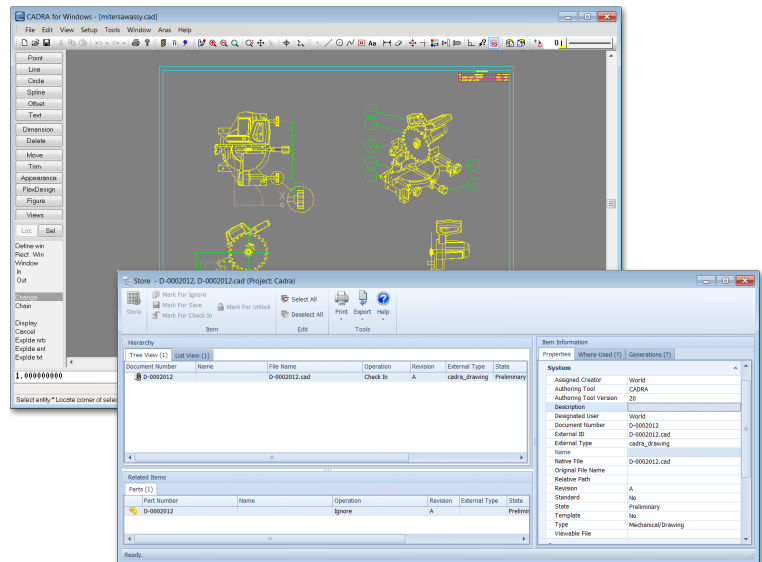 CADRA for Windows - [mitersawassy.cad]
File Edit View Setup Tools Window Aras Help
Point
Line
Circle
Spline
Offset
Text
Dimension
Delete
Move
Trim
Appearance
FlexDesign
Figure
Views
Loc Sel
Define win
Rect Win
Window
In
Out
Change
Chain
Display
Cancel
Explde nrb
Explde ent
Explde txt
1.000000000
Select entity * Locate corner of selec
Store - D-0002012, D-0002012.cad (Project: Cadra)
Store
Mark For Ignore
Mark For Save
Mark For Check In
Mark For Unlock
Item
Select All
Deselect All
Edit
Print Export Help
Tools
Hierarchy
Tree View (1) List View (1)
Document Number Name File Name Operation Revision External Type State
D-0002012 D-0002012.cad Check In A cadra_drawing Preliminary
Related Items
Parts (1)
Part Number Name Operation Revision External Type State
D-0002012 Ignore A Prelimin
Item Information
Properties Where-Used (?) Generations (?)
System
Assigned Creator World
Authoring Tool CADRA
Authoring Tool Version 20
Description
Designated User World
Document Number D-0002012
External ID D-0002012.cad
External Type cadra_drawing
Name
Native File D-0002012.cad
Original File Name
Relative Path
Revision A
Standard No
State Preliminary
Template No
Type Mechanical/Drawing
Viewable File
Ready.